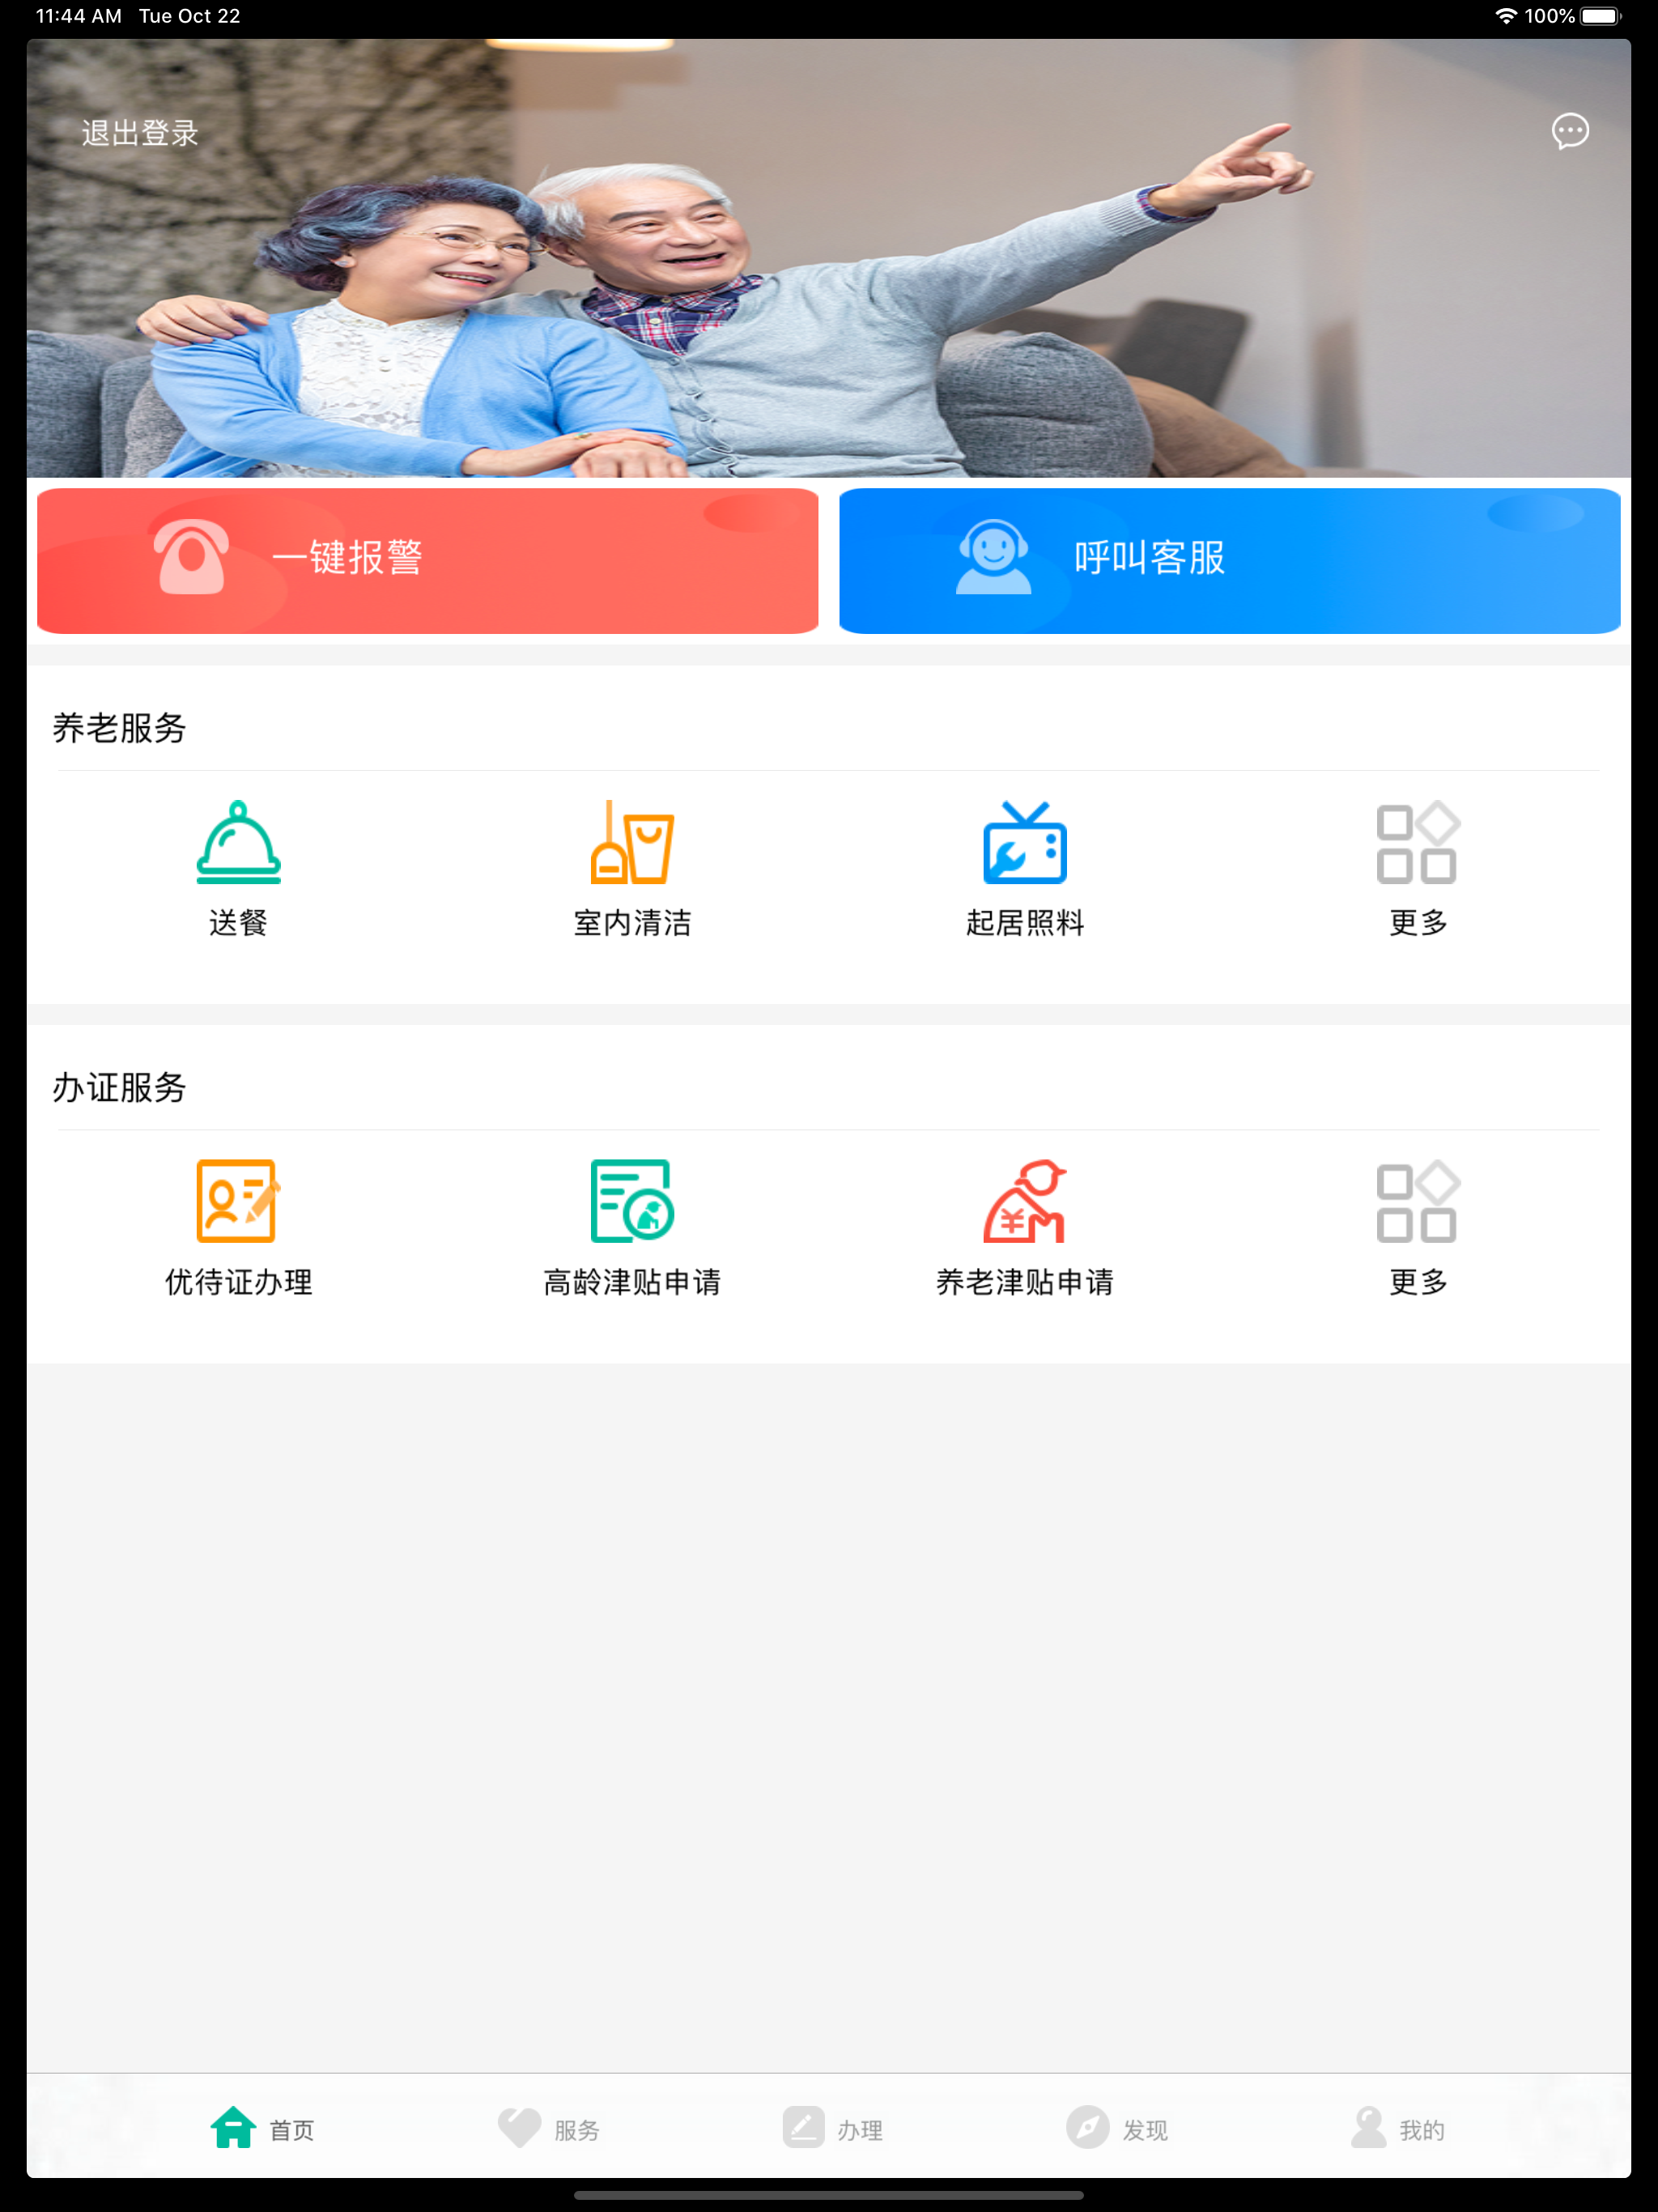 11:44 AM Tue Oct 22 100%
退出登录
一键报警 呼叫客服
养老服务
送餐 室内清洁 起居照料 更多
办证服务
优待证办理 高龄津贴申请 养老津贴申请 更多
首页 服务 办理 发现 我的